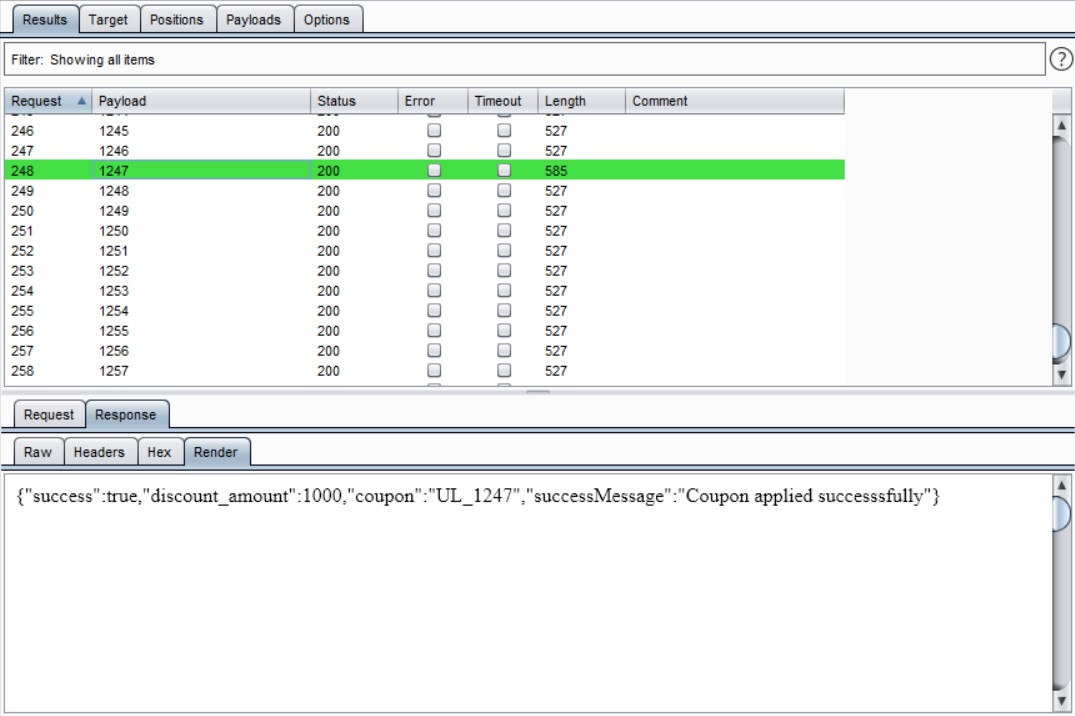 Results Target Positions Payloads Options
Filter: Showing all items ?
Request Payload Status Error Timeout Length Comment
246 1245 200 527
247 1246 200 527
248 1247 200 585
249 1248 200 527
250 1249 200 527
251 1250 200 527
252 1251 200 527
253 1252 200 527
254 1253 200 527
255 1254 200 527
256 1255 200 527
257 1256 200 527
258 1257 200 527
Request Response
Raw Headers Hex Render
{"success":true,"discount_amount":1000,"coupon":"UL_1247","successMessage":"Coupon applied successsfully"}